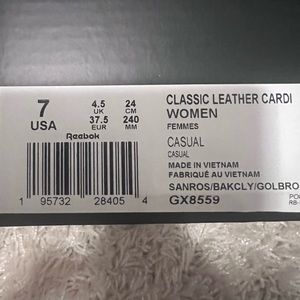 7
USA
4.5
UK
37.5
EUR
24
CM
240
MM
Reebok
1 95732 28405 4
CLASSIC LEATHER CARDI
WOMEN
FEMMES
CASUAL
CASUAL
MADE IN VIETNAM
FABRIQUÉ AU VIETNAM
SANROS/BAKCLY/GOLBRO
GX8559